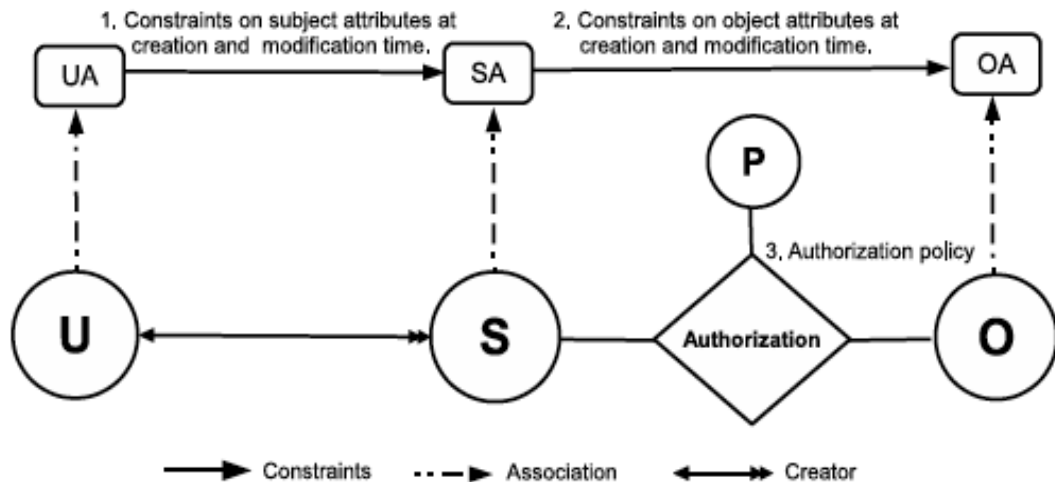 1. Constraints on subject attributes at
creation and modification time.
2. Constraints on object attributes at
creation and modification time.
UA
SA
OA
P
3. Authorization policy
U
S
Authorization
O
Constraints
Association
Creator